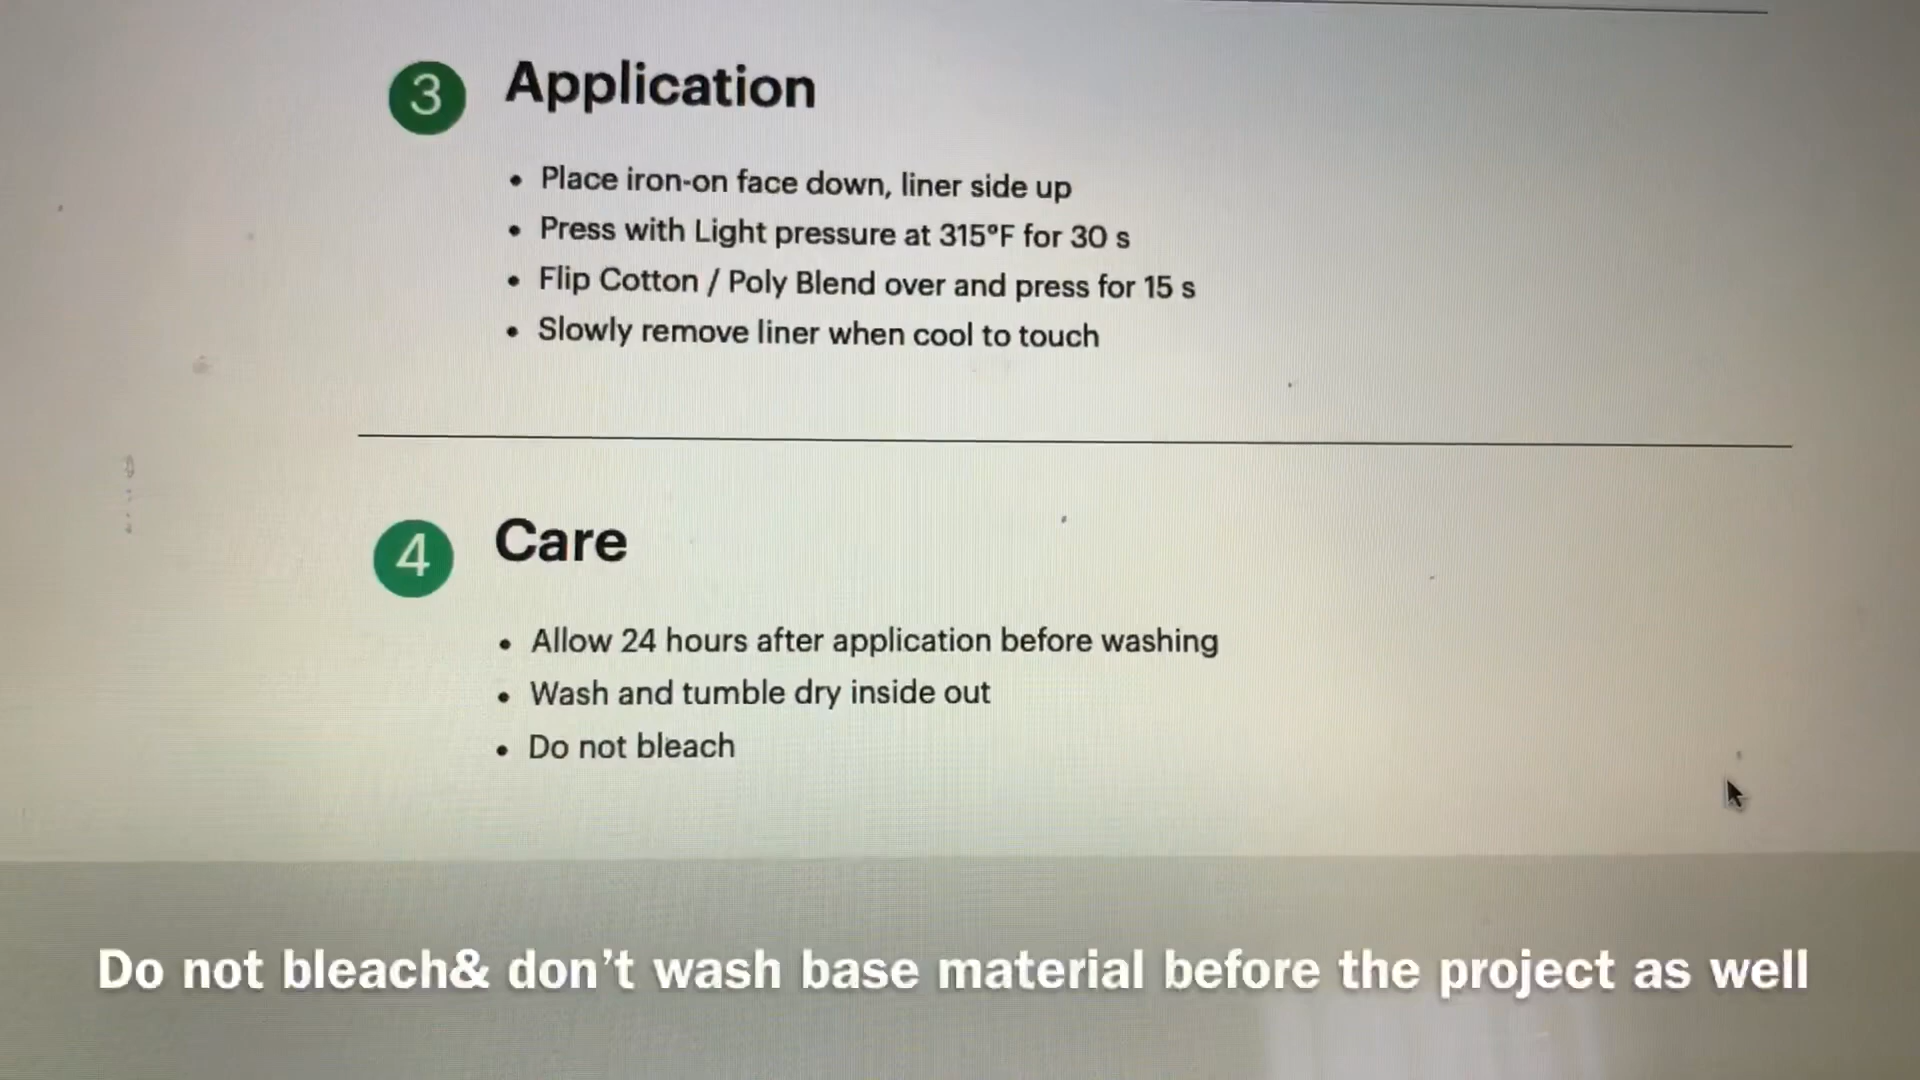 3 Application
• Place iron-on face down, liner side up
• Press with Light pressure at 315°F for 30 s
• Flip Cotton / Poly Blend over and press for 15 s
• Slowly remove liner when cool to touch
4 Care
• Allow 24 hours after application before washing
• Wash and tumble dry inside out
• Do not bleach
Do not bleach& don’t wash base material before the project as well